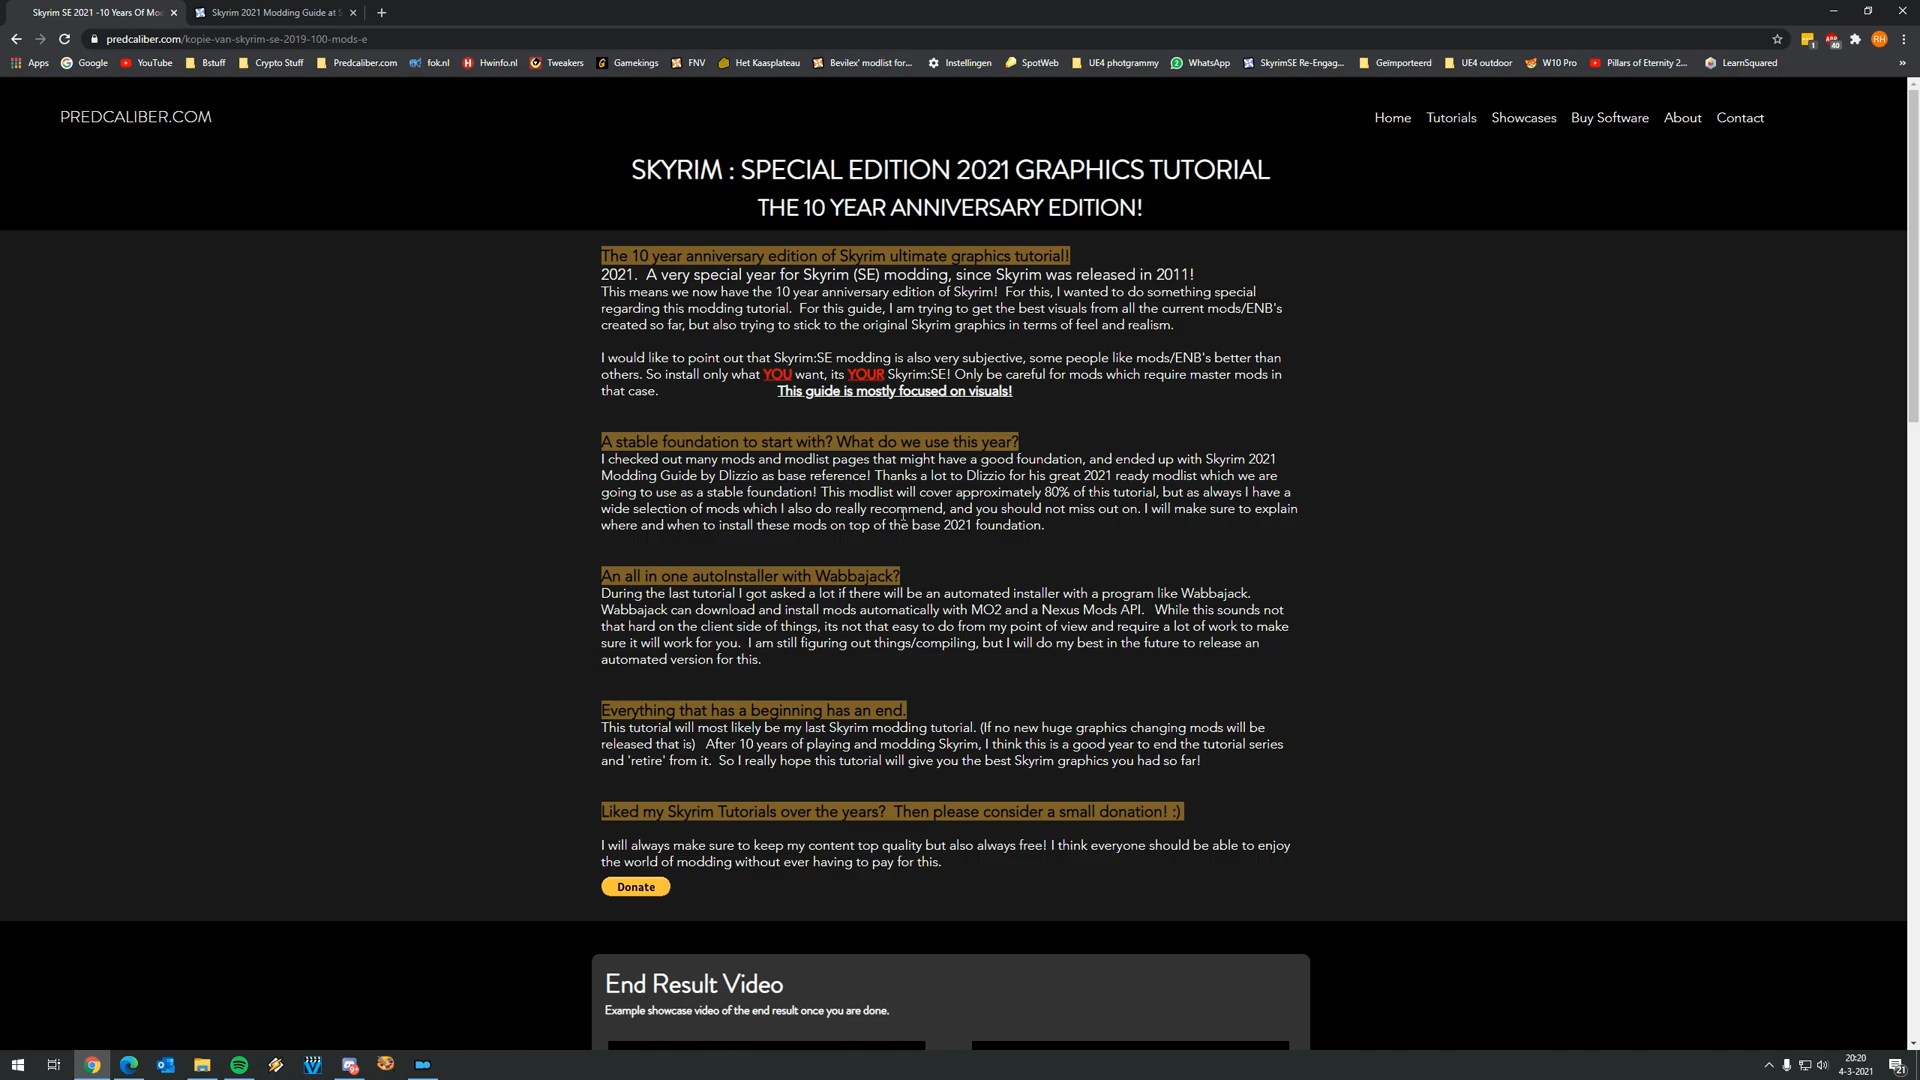 Skyrim SE 2021 -10 Years Of Mo
Skyrim 2021 Modding Guide at S
predcaliber.com/kopie-van-skyrim-se-2019-100-mods-e
Apps Google YouTube Bstuff Crypto Stuff Predcaliber.com fok.nl Hwinfo.nl Tweakers Gamekings FNV Het Kaasplateau Bevilex' modlist for... Instellingen SpotWeb UE4 photgrammy WhatsApp SkyrimSE Re-Engag... Geïmporteerd UE4 outdoor W10 Pro Pillars of Eternity 2... LearnSquared »
PREDCALIBER.COM
Home Tutorials Showcases Buy Software About Contact
SKYRIM : SPECIAL EDITION 2021 GRAPHICS TUTORIAL
THE 10 YEAR ANNIVERSARY EDITION!
The 10 year anniversary edition of Skyrim ultimate graphics tutorial!
2021. A very special year for Skyrim (SE) modding, since Skyrim was released in 2011!
This means we now have the 10 year anniversary edition of Skyrim! For this, I wanted to do something special
regarding this modding tutorial. For this guide, I am trying to get the best visuals from all the current mods/ENB's
created so far, but also trying to stick to the original Skyrim graphics in terms of feel and realism.
I would like to point out that Skyrim:SE modding is also very subjective, some people like mods/ENB's better than
others. So install only what YOU want, its YOUR Skyrim:SE! Only be careful for mods which require master mods in
that case. This guide is mostly focused on visuals!
A stable foundation to start with? What do we use this year?
I checked out many mods and modlist pages that might have a good foundation, and ended up with Skyrim 2021
Modding Guide by Dlizzio as base reference! Thanks a lot to Dlizzio for his great 2021 ready modlist which we are
going to use as a stable foundation! This modlist will cover approximately 80% of this tutorial, but as always I have a
wide selection of mods which I also do really recommend, and you should not miss out on. I will make sure to explain
where and when to install these mods on top of the base 2021 foundation.
An all in one autoInstaller with Wabbajack?
During the last tutorial I got asked a lot if there will be an automated installer with a program like Wabbajack.
Wabbajack can download and install mods automatically with MO2 and a Nexus Mods API. While this sounds not
that hard on the client side of things, its not that easy to do from my point of view and require a lot of work to make
sure it will work for you. I am still figuring out things/compiling, but I will do my best in the future to release an
automated version for this.
Everything that has a beginning has an end.
This tutorial will most likely be my last Skyrim modding tutorial. (If no new huge graphics changing mods will be
released that is) After 10 years of playing and modding Skyrim, I think this is a good year to end the tutorial series
and 'retire' from it. So I really hope this tutorial will give you the best Skyrim graphics you had so far!
Liked my Skyrim Tutorials over the years? Then please consider a small donation! :)
I will always make sure to keep my content top quality but also always free! I think everyone should be able to enjoy
the world of modding without ever having to pay for this.
Donate
End Result Video
Example showcase video of the end result once you are done.
20:20
4-3-2021
21